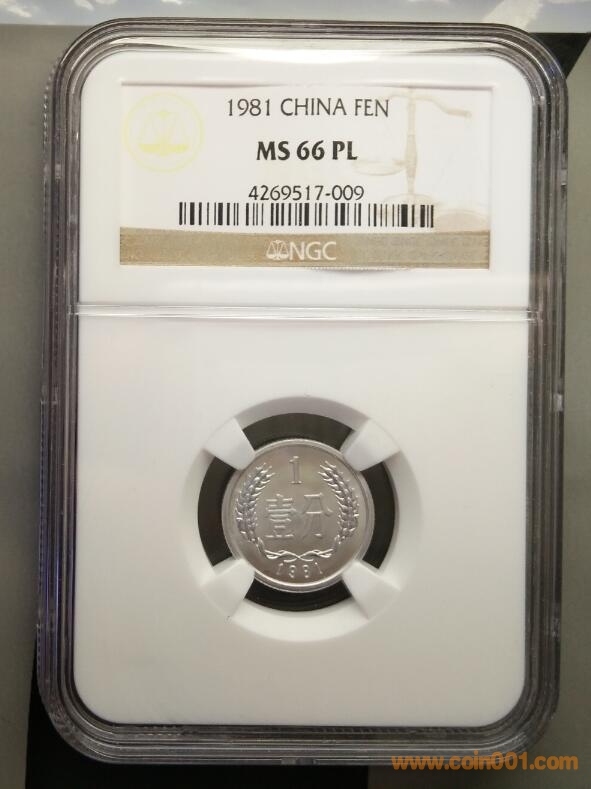 1981 CHINA FEN
MS 66 PL
4269517-009
NGC
1
壹分
1981
www.coin001.com